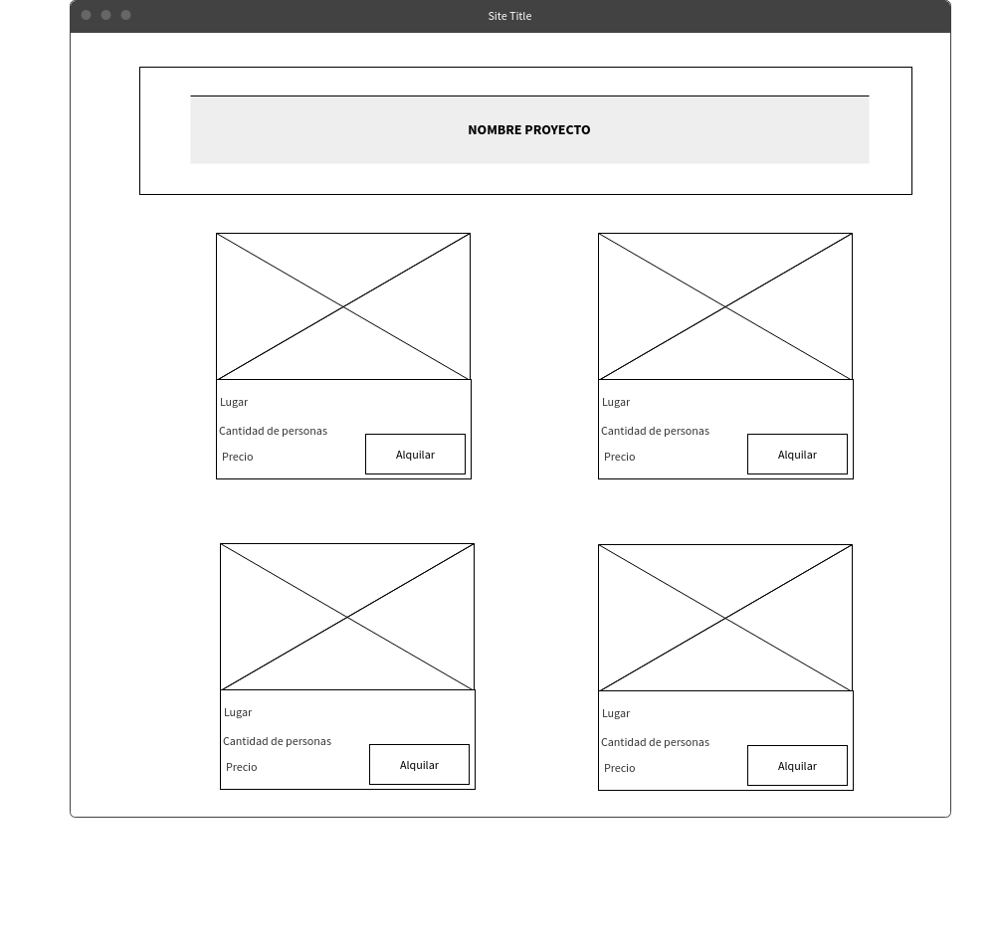 Site Title
NOMBRE PROYECTO
Lugar
Cantidad de personas
Precio
Alquilar
Lugar
Cantidad de personas
Precio
Alquilar
Lugar
Cantidad de personas
Precio
Alquilar
Lugar
Cantidad de personas
Precio
Alquilar